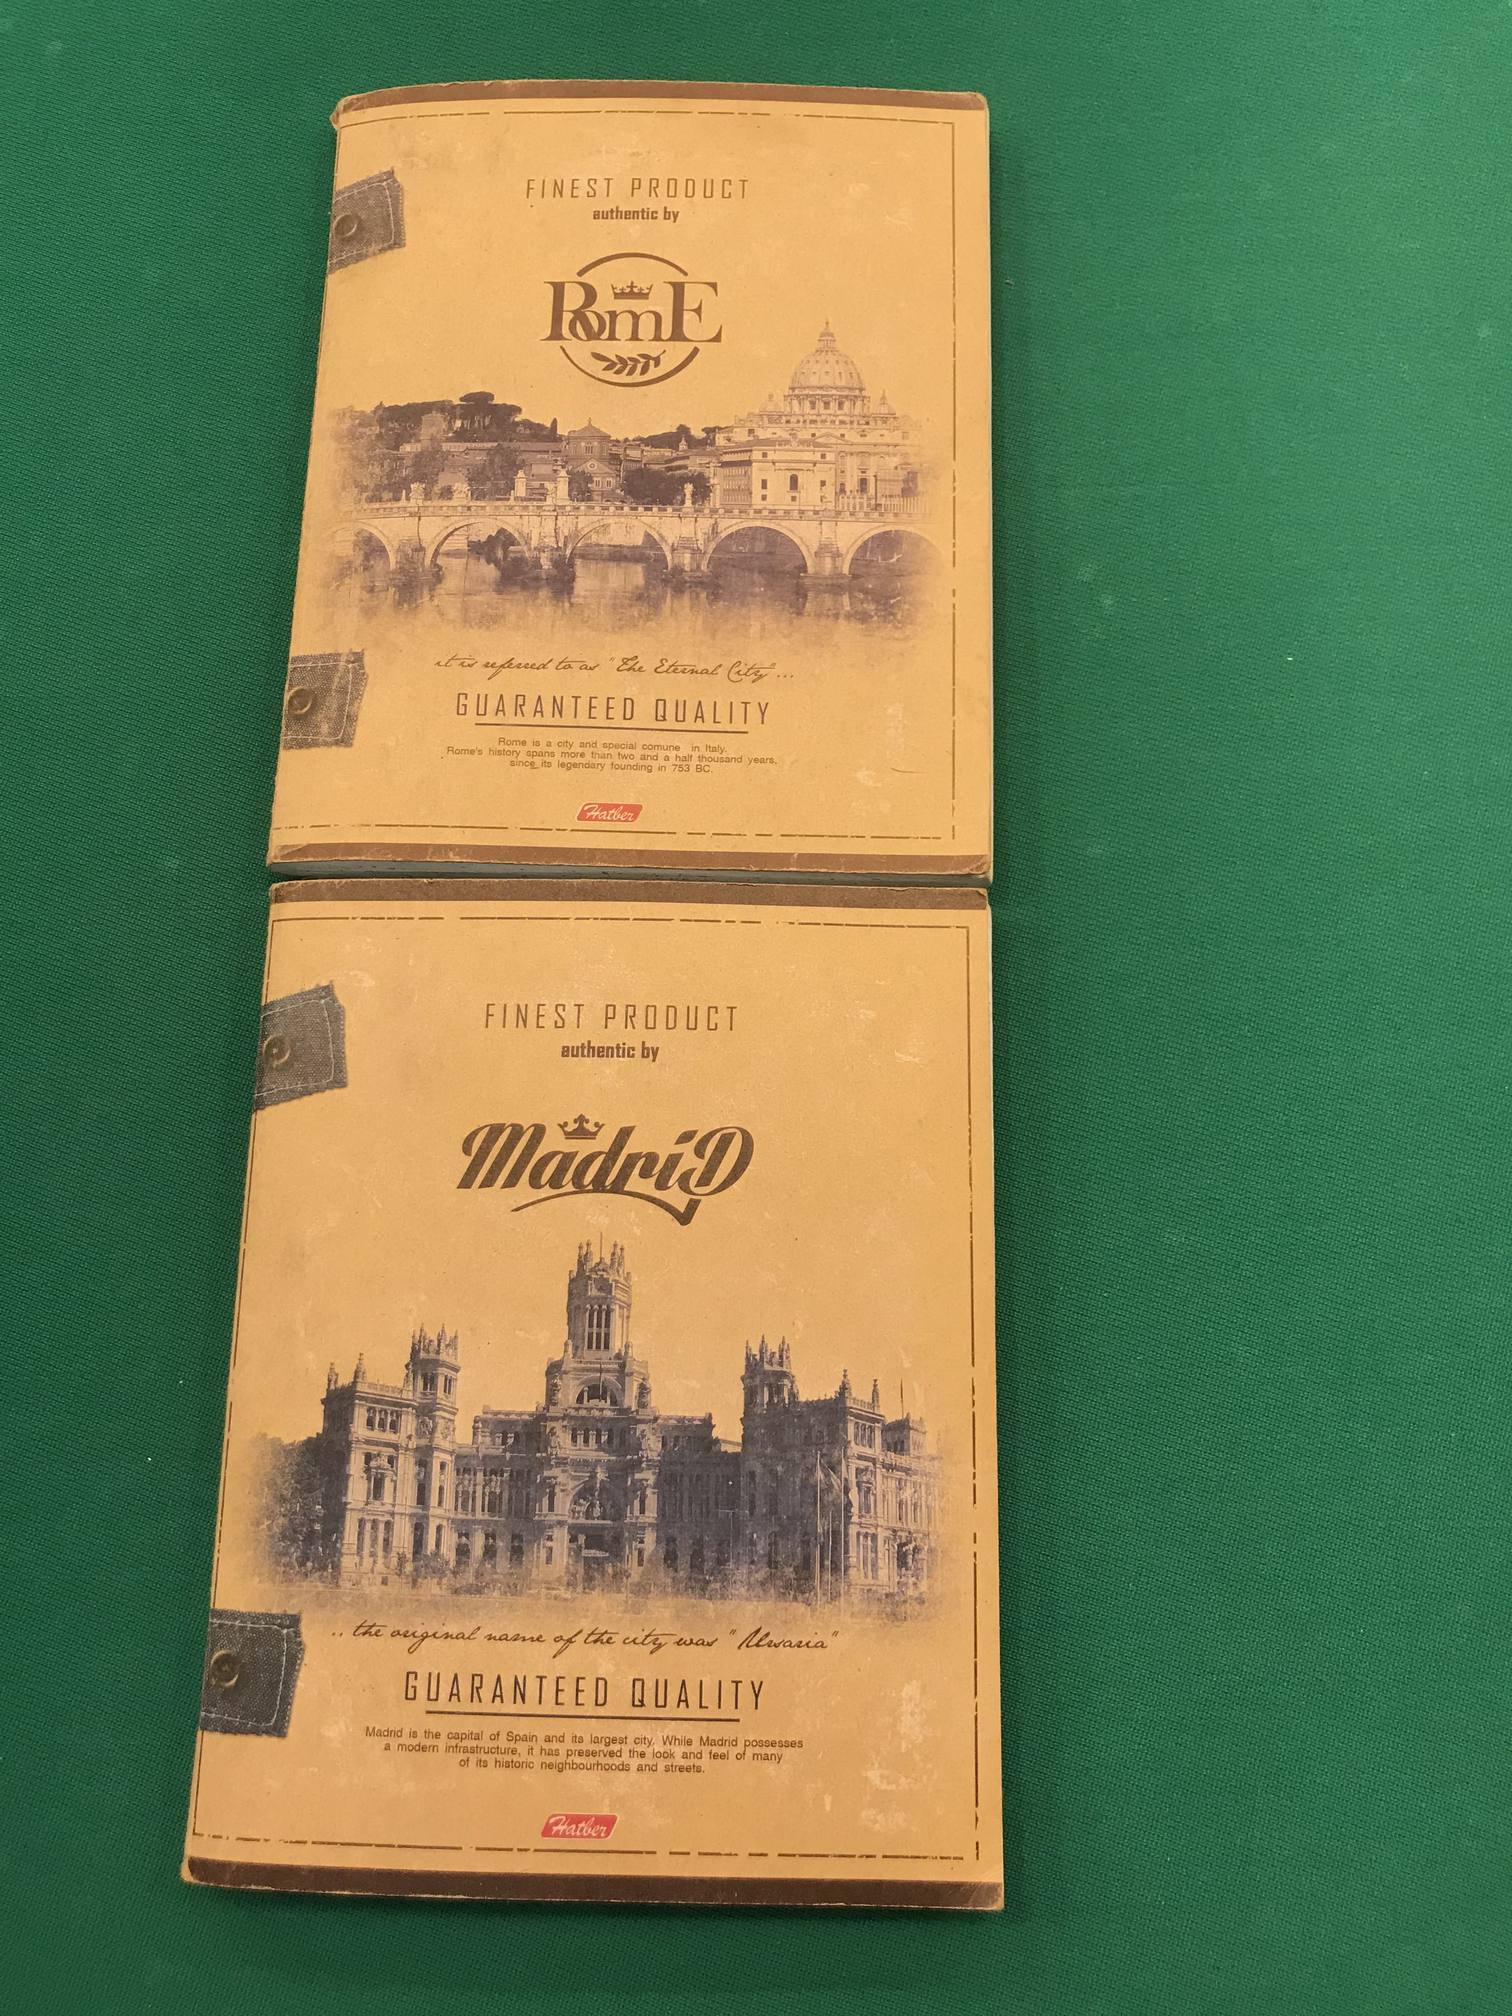 FINEST PRODUCT
authentic by
RomE
it is referred to as "The Eternal City"...
GUARANTEED QUALITY
Rome is a city and special comune in Italy.
Rome's history spans more than two and a half thousand years,
since its legendary founding in 753 BC.
Hatber
FINEST PRODUCT
authentic by
MadriD
.. the original name of the city was "Ursaria"
GUARANTEED QUALITY
Madrid is the capital of Spain and its largest city. While Madrid possesses
a modern infrastructure, it has preserved the look and feel of many
of its historic neighbourhoods and streets.
Hatber